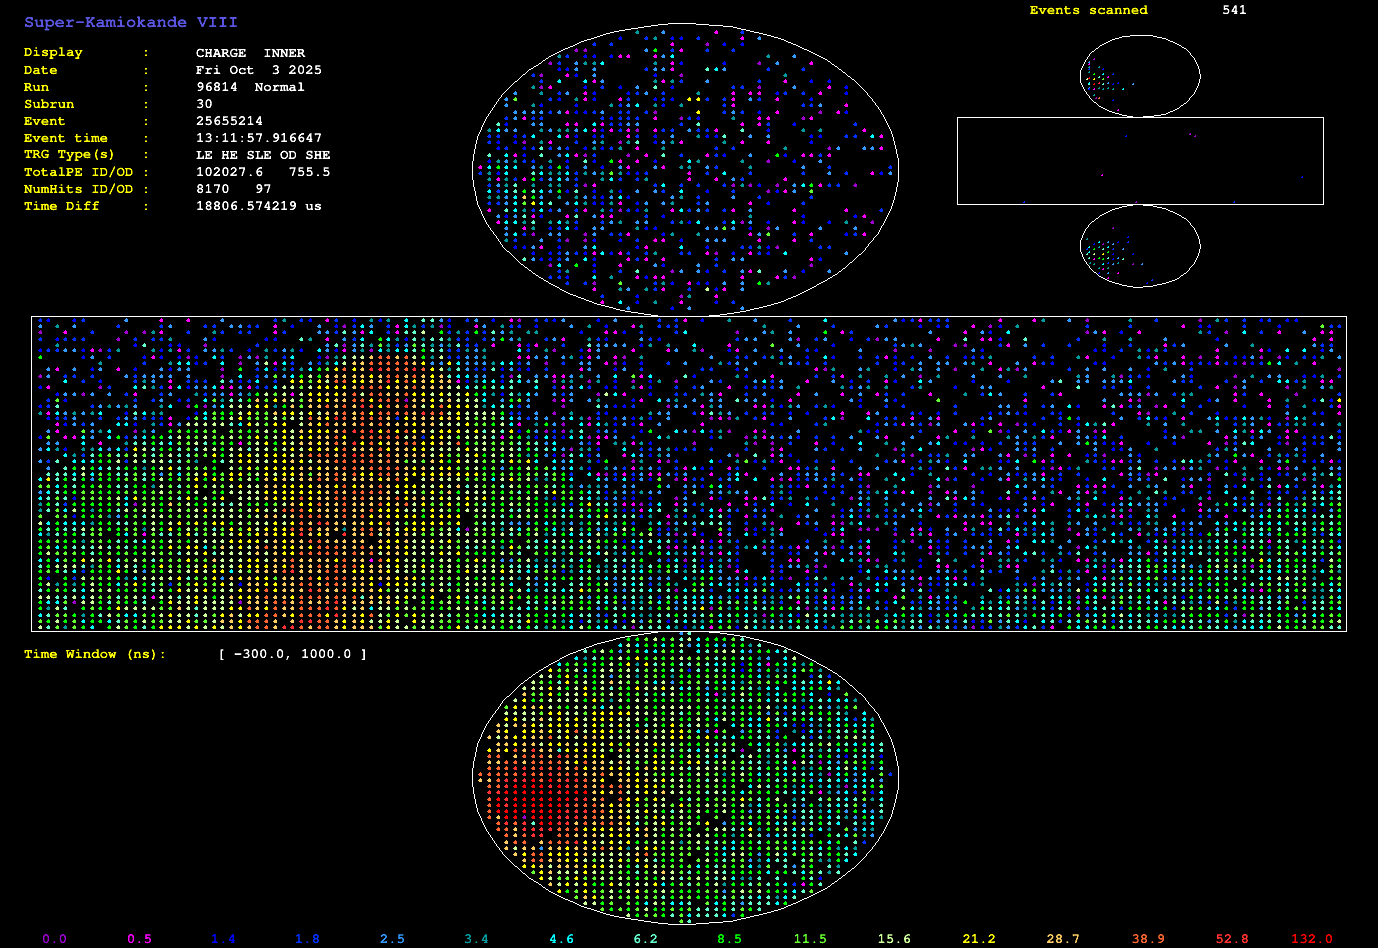 Super-Kamiokande VIII
Events scanned 541
Display : CHARGE INNER
Date : Fri Oct 3 2025
Run : 96814 Normal
Subrun : 30
Event : 25655214
Event time : 13:11:57.916647
TRG Type(s) : LE HE SLE OD SHE
TotalPE ID/OD : 102027.6 755.5
NumHits ID/OD : 8170 97
Time Diff : 18806.574219 us
Time Window (ns): [ -300.0, 1000.0 ]
0.0 0.5 1.4 1.8 2.5 3.4 4.6 6.2 8.5 11.5 15.6 21.2 28.7 38.9 52.8 132.0